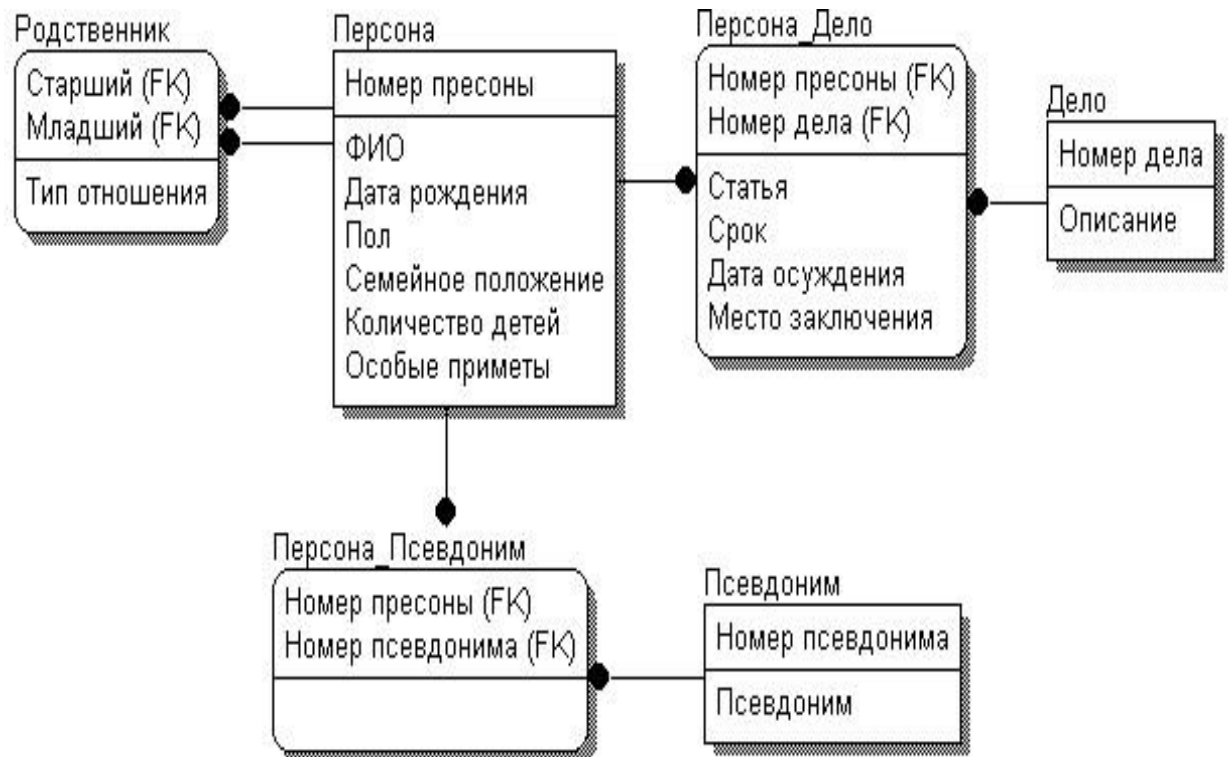 Родственник
Старший (FK)
Младший (FK)
Тип отношения
Персона
Номер пресоны
ФИО
Дата рождения
Пол
Семейное положение
Количество детей
Особые приметы
Персона_Дело
Номер пресоны (FK)
Номер дела (FK)
Статья
Срок
Дата осуждения
Место заключения
Дело
Номер дела
Описание
Персона_Псевдоним
Номер пресоны (FK)
Номер псевдонима (FK)
Псевдоним
Номер псевдонима
Псевдоним